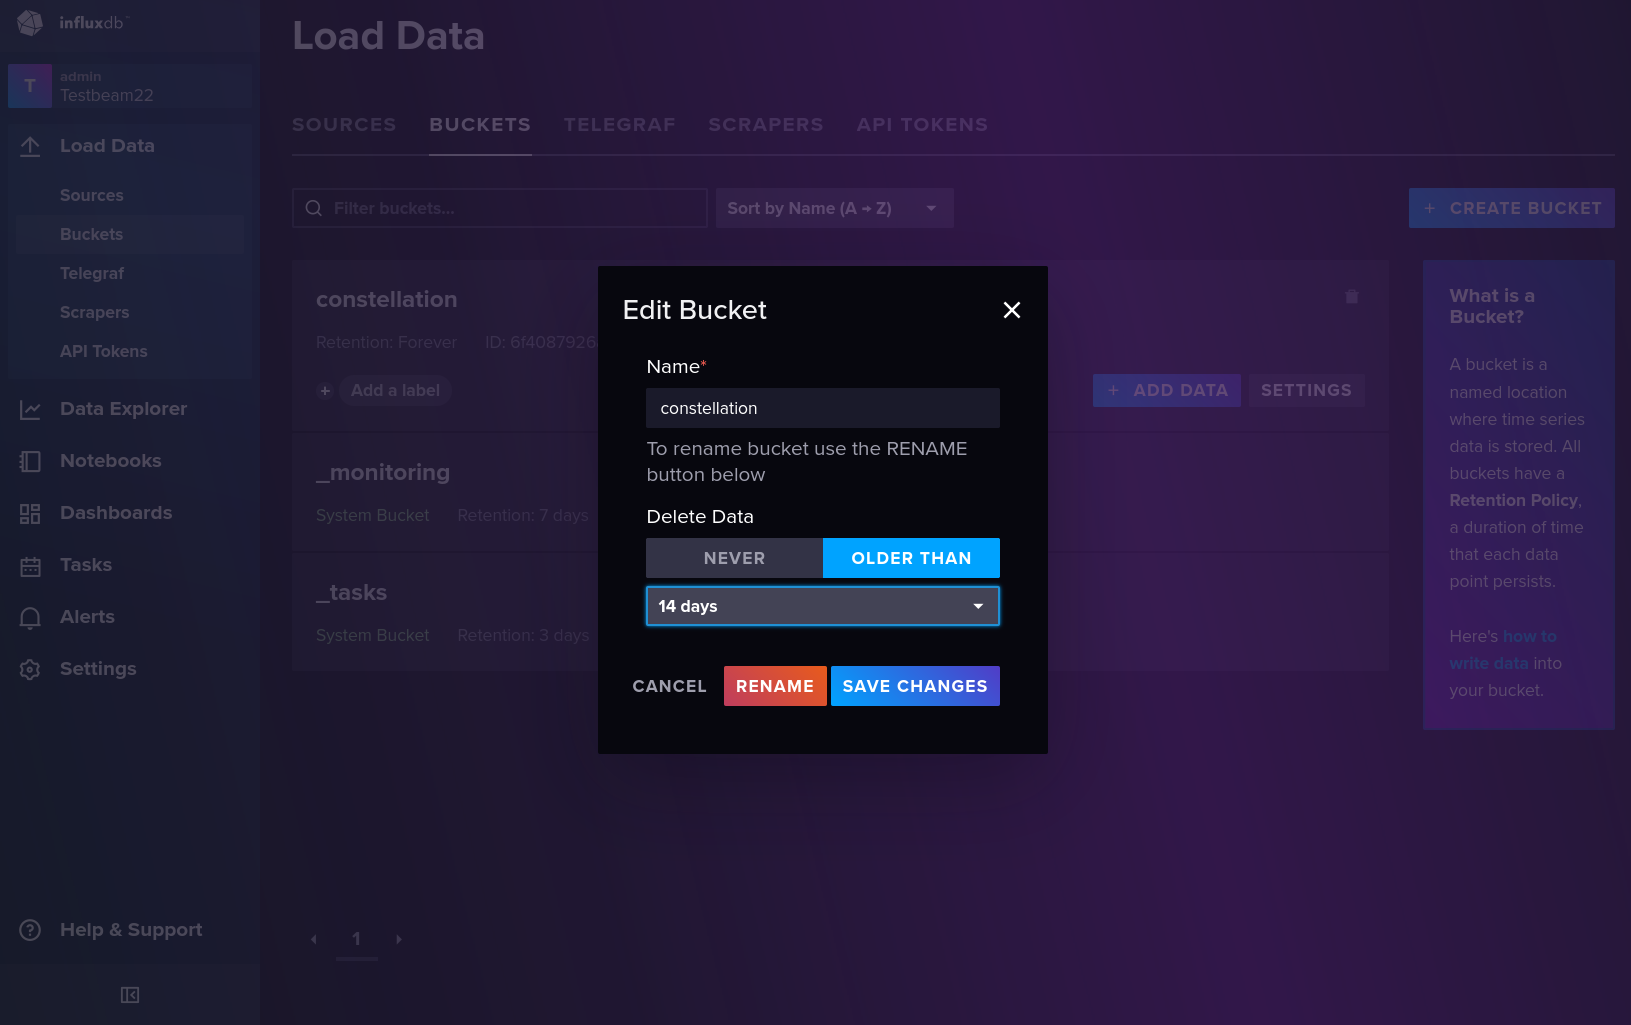 influxdb™
admin
Testbeam22
Load Data
Sources
Buckets
Telegraf
Scrapers
API Tokens
Data Explorer
Notebooks
Dashboards
Tasks
Alerts
Settings
Help & Support
Load Data
SOURCES BUCKETS TELEGRAF SCRAPERS API TOKENS
Filter buckets... Sort by Name (A → Z) + CREATE BUCKET
constellation
Retention: Forever ID: 6f4087926
+ Add a label
+ ADD DATA SETTINGS
_monitoring
System Bucket Retention: 7 days
_tasks
System Bucket Retention: 3 days
1
Edit Bucket
Name*
constellation
To rename bucket use the RENAME
button below
Delete Data
NEVER OLDER THAN
14 days
CANCEL RENAME SAVE CHANGES
What is a
Bucket?
A bucket is a
named location
where time series
data is stored. All
buckets have a
Retention Policy,
a duration of time
that each data
point persists.
Here's how to
write data into
your bucket.